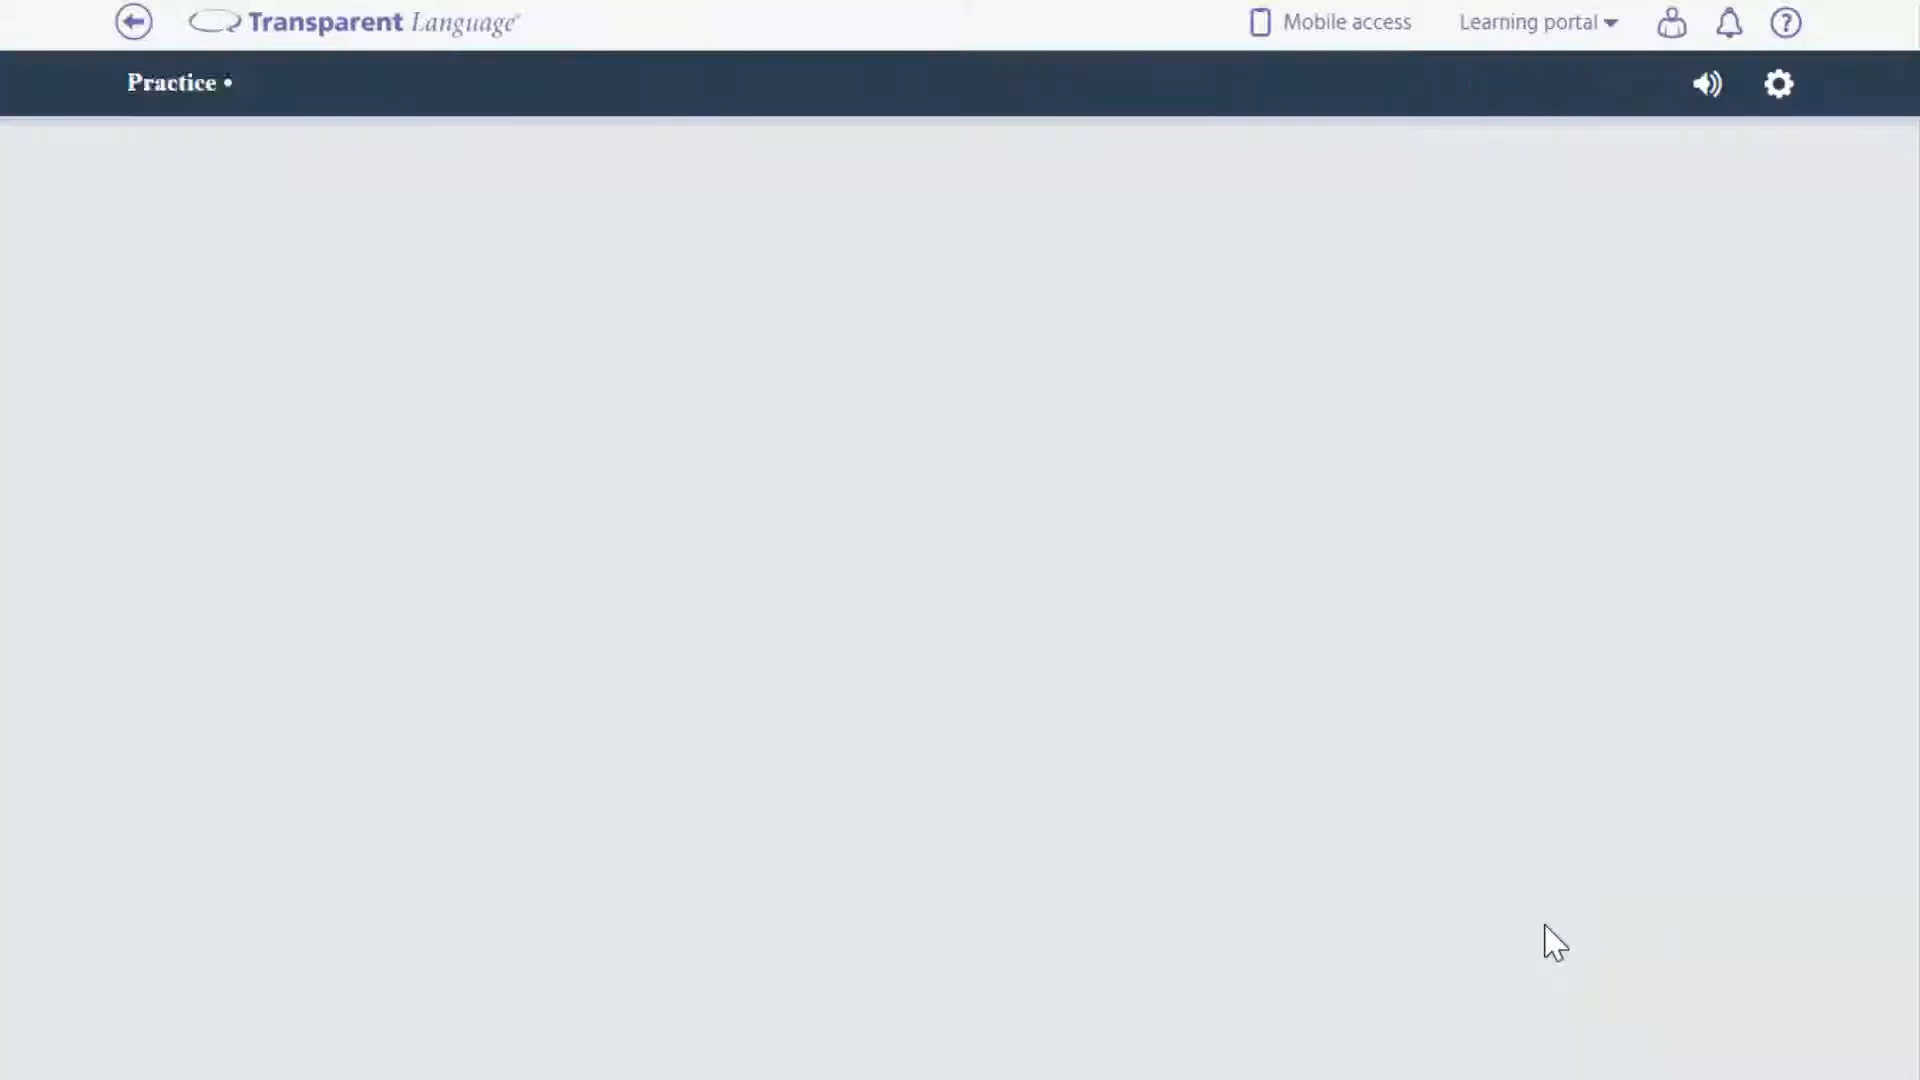 Transparent Language®
Mobile access
Learning portal
Practice •